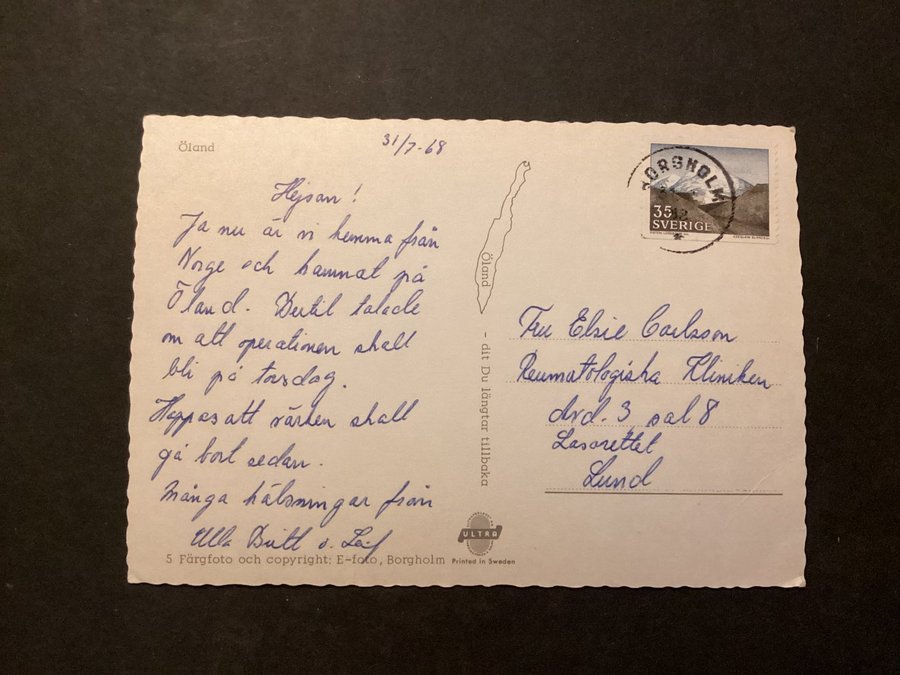 Öland
31/7-68
Hejsan!
Ja nu är vi hemma från
Norge och hamnat på
Öland. Bertil talade
om att operationen skall
bli på torsdag.
Hoppas att värken skall
gå bort sedan.
Många hälsningar från
Ulla Britt o. Leif
5 Färgfoto och copyright: E-foto, Borgholm Printed in Sweden
Öland
- dit Du längtar tillbaka
ULTRA
BORGHOLM
35
SVERIGE
Fru Elsie Carlsson
Reumatologiska Kliniken
avd. 3 sal 8
Lasarettet
Lund